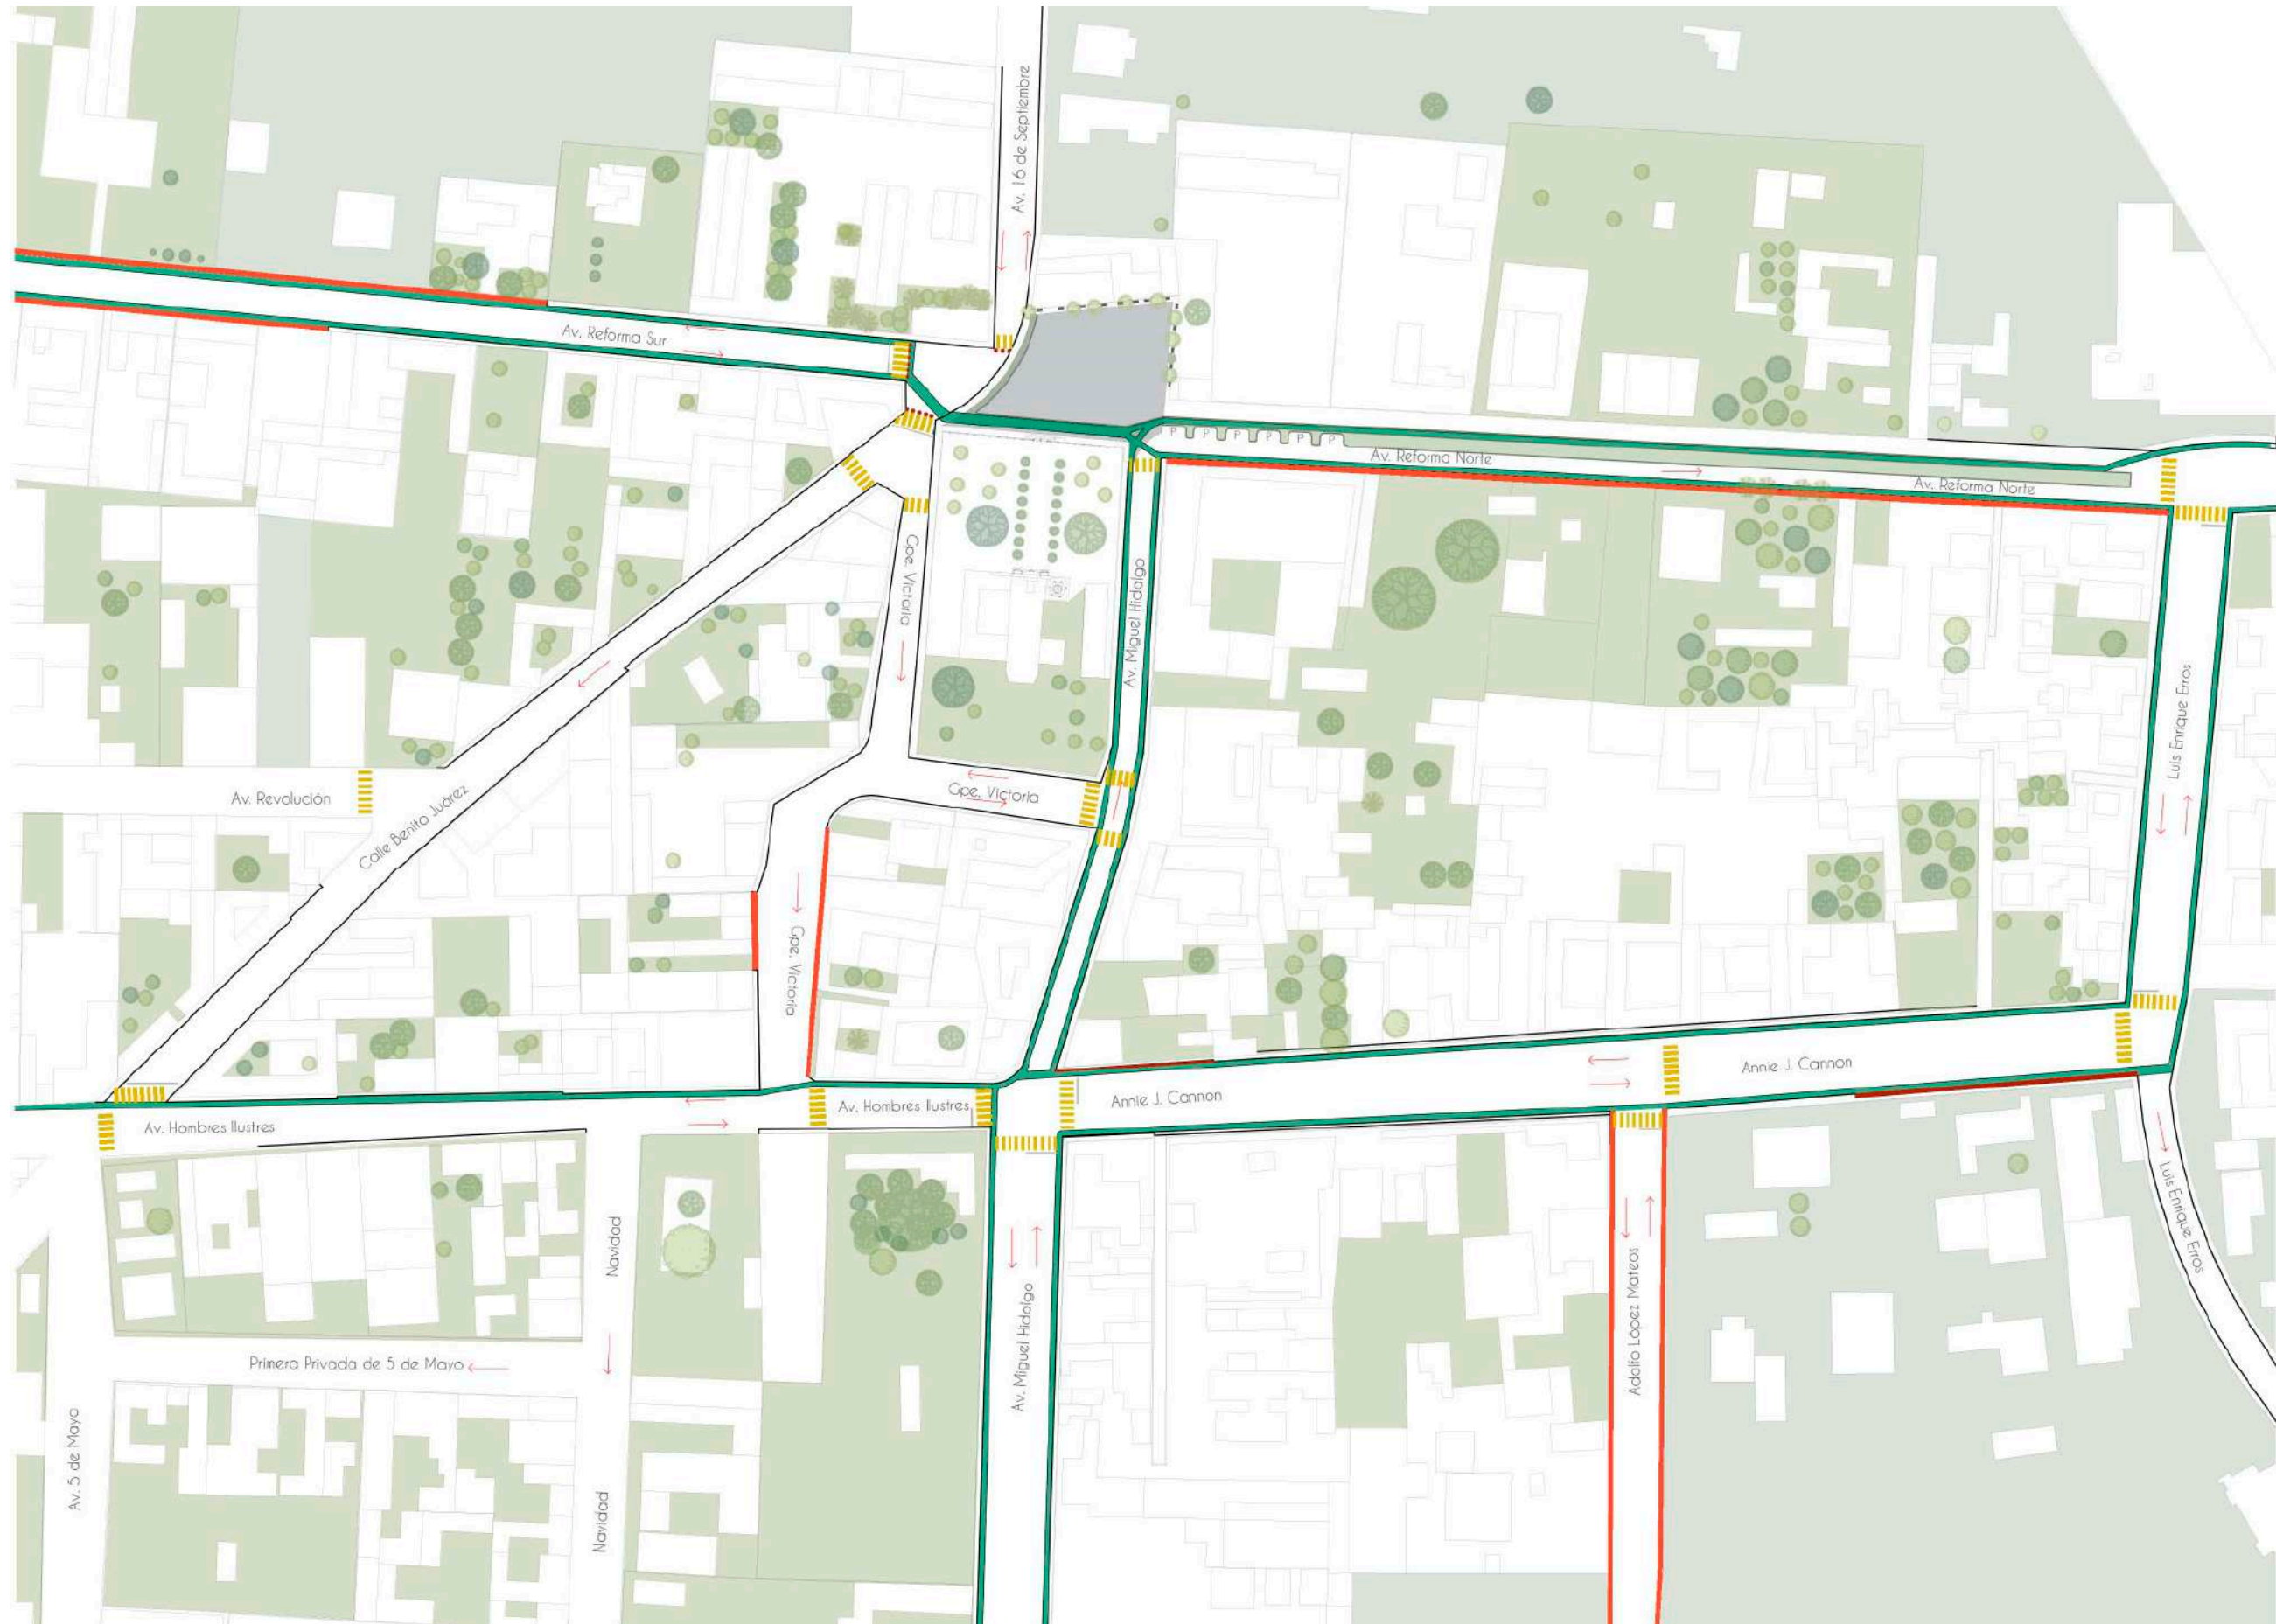 Av. 16 de Septiembre
Av. Reforma Sur
P P P P P P
Av. Reforma Norte
Av. Reforma Norte
Gpe. Victoria
Av. Miguel Hidalgo
Luis Enrique Erros
Av. Revolución
Gpe. Victoria
Calle Benito Juárez
Gpe. Victoria
Annie J. Cannon
Annie J. Cannon
Av. Hombres Ilustres
Av. Hombres Ilustres
Luis Enrique Erros
Navidad
Adolfo Lopez Mateos
Av. Miguel Hidalgo
Primera Privada de 5 de Mayo
Av. 5 de Mayo
Navidad